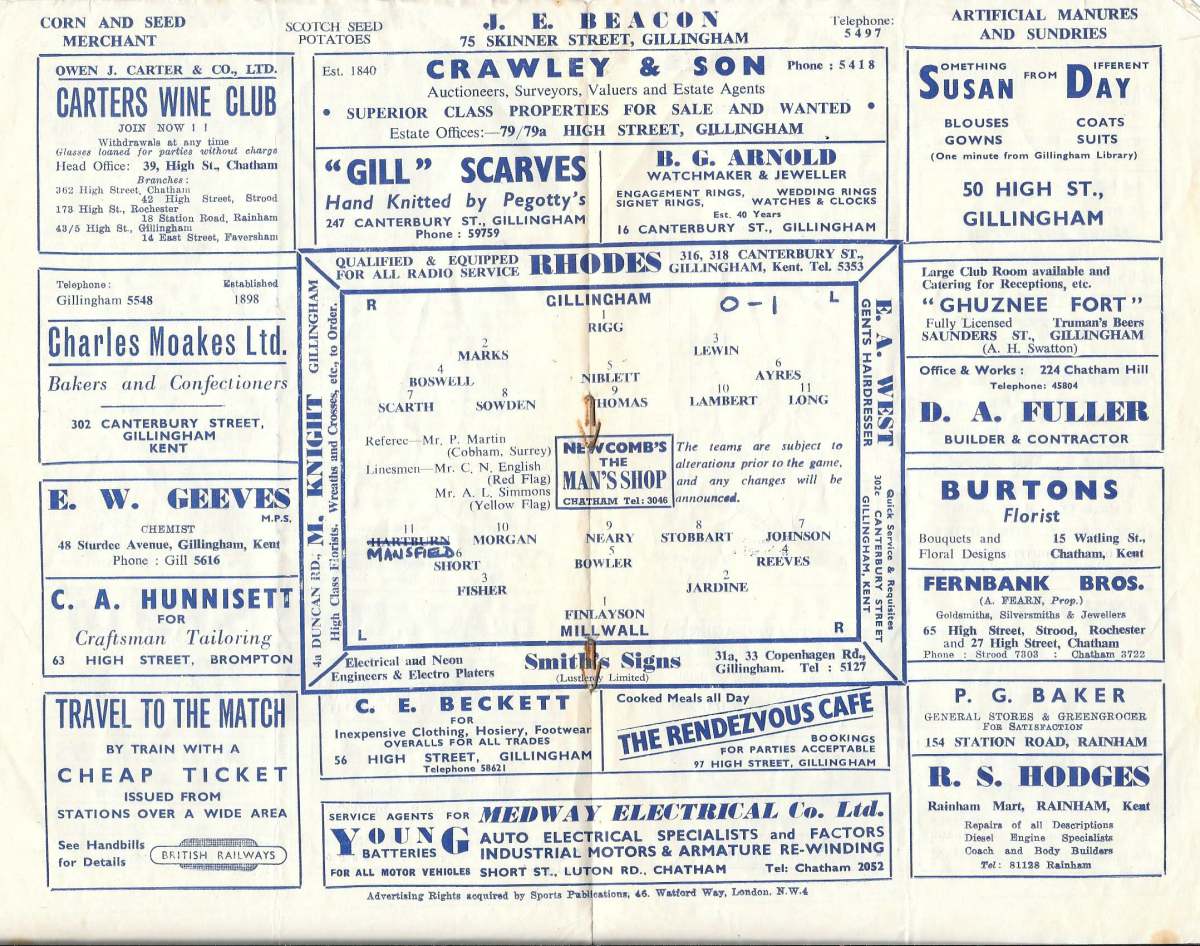 CORN AND SEED
MERCHANT
SCOTCH SEED
POTATOES
J. E. BEACON
75 SKINNER STREET, GILLINGHAM
Telephone:
5497
ARTIFICIAL MANURES
AND SUNDRIES
OWEN J. CARTER & CO., LTD.
CARTERS WINE CLUB
JOIN NOW ! !
Withdrawals at any time
Glasses loaned for parties without charge
Head Office: 39, High St., Chatham
Branches:
362 High Street, Chatham
42 High Street, Strood
173 High St., Rochester
18 Station Road, Rainham
43/5 High St., Gillingham
14 East Street, Faversham
Est. 1840
CRAWLEY & SON
Phone : 5418
Auctioneers, Surveyors, Valuers and Estate Agents
• SUPERIOR CLASS PROPERTIES FOR SALE AND WANTED •
Estate Offices:—79/79a HIGH STREET, GILLINGHAM
"GILL" SCARVES
Hand Knitted by Pegotty's
247 CANTERBURY ST., GILLINGHAM
Phone : 59759
B. G. ARNOLD
WATCHMAKER & JEWELLER
ENGAGEMENT RINGS, WEDDING RINGS
SIGNET RINGS, WATCHES & CLOCKS
Est. 40 Years
16 CANTERBURY ST., GILLINGHAM
SOMETHING FROM DIFFERENT
SUSAN DAY
BLOUSES COATS
GOWNS SUITS
(One minute from Gillingham Library)
50 HIGH ST.,
GILLINGHAM
Telephone:
Gillingham 5548
Established
1898
Charles Moakes Ltd.
Bakers and Confectioners
302 CANTERBURY STREET,
GILLINGHAM
KENT
E. W. GEEVES
M.P.S.
CHEMIST
48 Sturdee Avenue, Gillingham, Kent
Phone : Gill 5616
C. A. HUNNISETT
FOR
Craftsman Tailoring
63 HIGH STREET, BROMPTON
TRAVEL TO THE MATCH
BY TRAIN WITH A
CHEAP TICKET
ISSUED FROM
STATIONS OVER A WIDE AREA
See Handbills
for Details
BRITISH RAILWAYS
QUALIFIED & EQUIPPED
FOR ALL RADIO SERVICE
RHODES
316, 318 CANTERBURY ST.,
GILLINGHAM, Kent. Tel. 5353
4a DUNCAN RD., M. KNIGHT GILLINGHAM
High Class Florists. Wreaths and Crosses, etc., to Order.
R
GILLINGHAM
0-1
L
1
RIGG
2
MARKS
3
LEWIN
4
BOSWELL
5
NIBLETT
6
AYRES
7
SCARTH
8
SOWDEN
9
THOMAS
10
LAMBERT
11
LONG
Referee—Mr. P. Martin
(Cobham, Surrey)
Linesmen—Mr. C. N. English
(Red Flag)
Mr. A. L. Simmons
(Yellow Flag)
NEWCOMB'S
THE
MAN'S SHOP
CHATHAM Tel: 3046
The teams are subject to
alterations prior to the game,
and any changes will be
announced.
11
HARTBURN
MANSFIELD
10
MORGAN
9
NEARY
8
STOBBART
7
JOHNSON
6
SHORT
5
BOWLER
4
REEVES
3
FISHER
2
JARDINE
1
FINLAYSON
L
MILLWALL
R
E. A. WEST
GENTS HAIRDRESSER
Quick Service & Requisites
302c CANTERBURY STREET
GILLINGHAM, KENT
Electrical and Neon
Engineers & Electro Platers
Smith's Signs
(Lusteroy Limited)
31a, 33 Copenhagen Rd.,
Gillingham. Tel : 5127
C. E. BECKETT
FOR
Inexpensive Clothing, Hosiery, Footwear
OVERALLS FOR ALL TRADES
56 HIGH STREET, GILLINGHAM
Telephone 58621
Cooked Meals all Day
THE RENDEZVOUS CAFE
BOOKINGS
FOR PARTIES ACCEPTABLE
97 HIGH STREET, GILLINGHAM
SERVICE AGENTS FOR
YOUNG
BATTERIES
FOR ALL MOTOR VEHICLES
MEDWAY ELECTRICAL Co. Ltd.
AUTO ELECTRICAL SPECIALISTS and FACTORS
INDUSTRIAL MOTORS & ARMATURE RE-WINDING
SHORT ST., LUTON RD., CHATHAM Tel: Chatham 2052
Large Club Room available and
Catering for Receptions, etc.
"GHUZNEE FORT"
Fully Licensed Truman's Beers
SAUNDERS ST., GILLINGHAM
(A. H. Swatton)
Office & Works : 224 Chatham Hill
Telephone: 45804
D. A. FULLER
BUILDER & CONTRACTOR
BURTONS
Florist
Bouquets and
Floral Designs
15 Watling St.,
Chatham, Kent
FERNBANK BROS.
(A. FEARN, Prop.)
Goldsmiths, Silversmiths & Jewellers
65 High Street, Strood, Rochester
and 27 High Street, Chatham
Phone : Strood 7303 : Chatham 3722
P. G. BAKER
GENERAL STORES & GREENGROCER
FOR SATISFACTION
154 STATION ROAD, RAINHAM
R. S. HODGES
Rainham Mart, RAINHAM, Kent
Repairs of all Descriptions
Diesel Engine Specialists
Coach and Body Builders
Tel: 81128 Rainham
Advertising Rights acquired by Sports Publications, 46. Watford Way, London. N.W.4